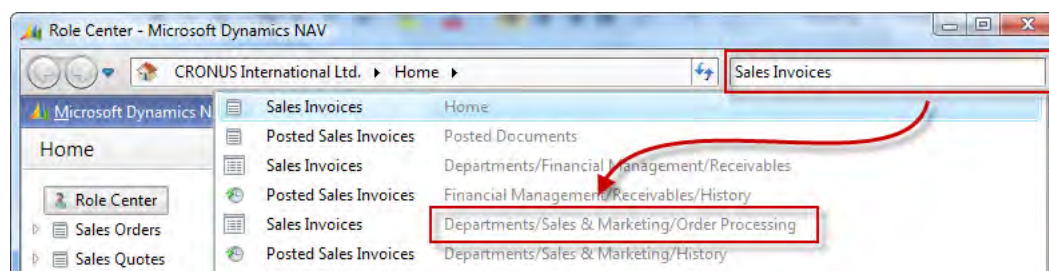 Role Center - Microsoft Dynamics NAV
CRONUS International Ltd. Home Sales Invoices
Microsoft Dynamics N
Home
Role Center
Sales Orders
Sales Quotes
Sales Invoices Home
Posted Sales Invoices Posted Documents
Sales Invoices Departments/Financial Management/Receivables
Posted Sales Invoices Financial Management/Receivables/History
Sales Invoices Departments/Sales & Marketing/Order Processing
Posted Sales Invoices Departments/Sales & Marketing/History